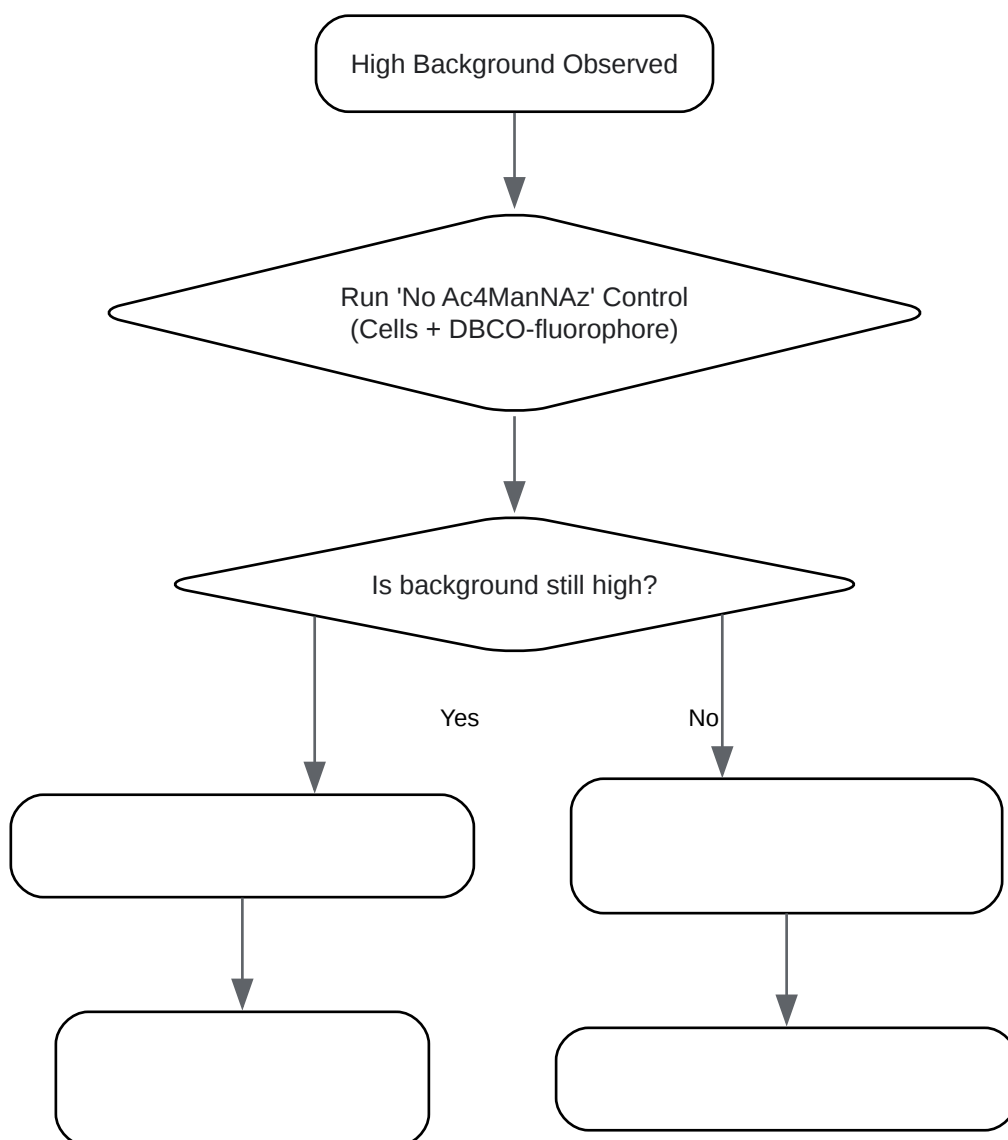 High Background Observed
Run 'No Ac4ManNAz' Control
(Cells + DBCO-fluorophore)
Is background still high?
Yes
No